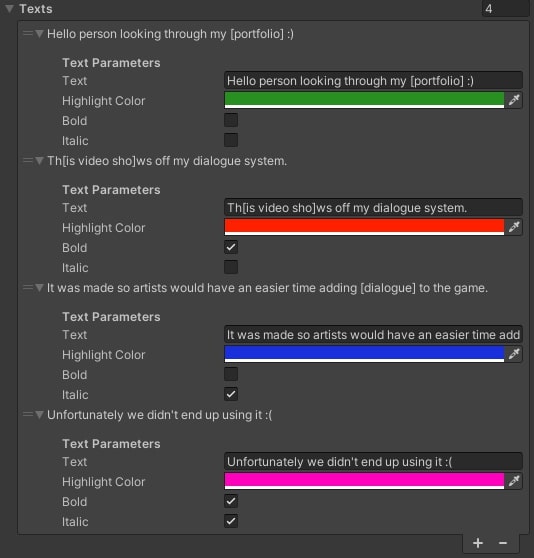 Texts 4
Hello person looking through my [portfolio] :)
Text Parameters
Text Hello person looking through my [portfolio] :)
Highlight Color
Bold
Italic
Th[is video sho]ws off my dialogue system.
Text Parameters
Text Th[is video sho]ws off my dialogue system.
Highlight Color
Bold
Italic
It was made so artists would have an easier time adding [dialogue] to the game.
Text Parameters
Text It was made so artists would have an easier time add
Highlight Color
Bold
Italic
Unfortunately we didn't end up using it :(
Text Parameters
Text Unfortunately we didn't end up using it :(
Highlight Color
Bold
Italic
+ −